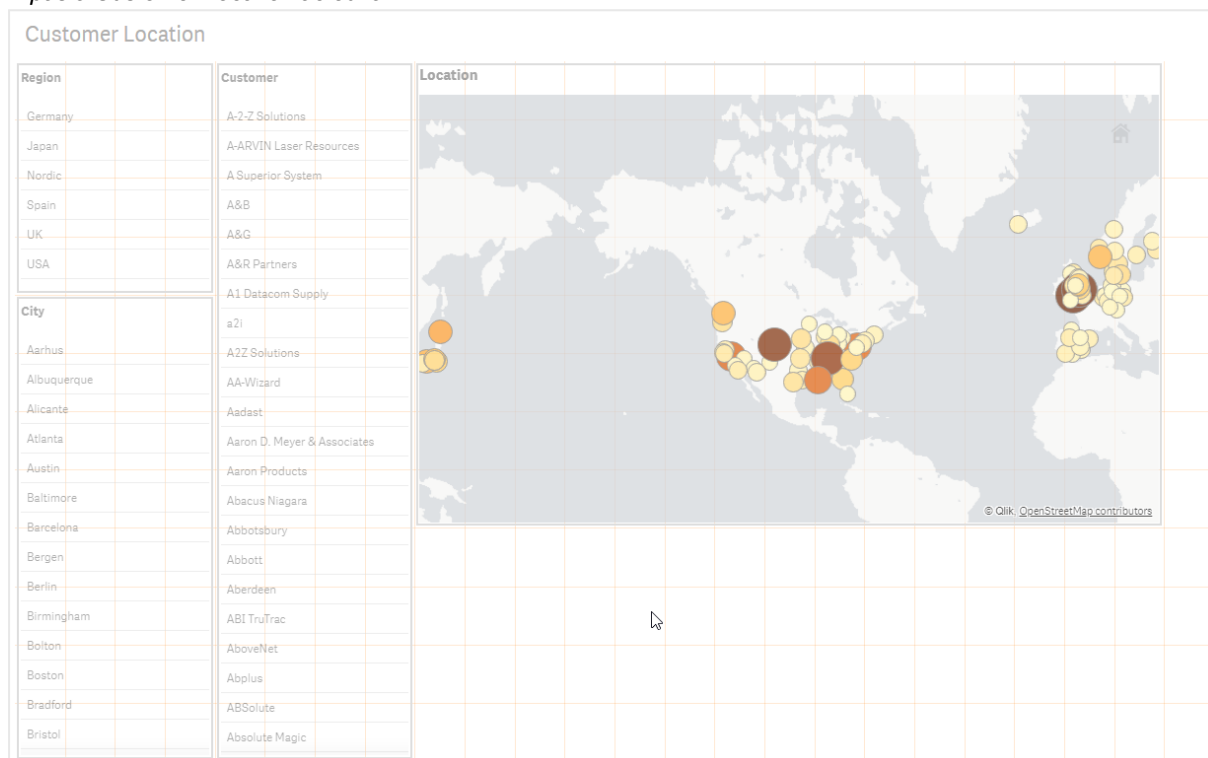 Customer Location
Region
Germany
Japan
Nordic
Spain
UK
USA
City
Aarhus
Albuquerque
Alicante
Atlanta
Austin
Baltimore
Barcelona
Bergen
Berlin
Birmingham
Bolton
Boston
Bradford
Bristol
Customer
A-2-Z Solutions
A-ARVIN Laser Resources
A Superior System
A&B
A&G
A&R Partners
A1 Datacom Supply
a2i
A2Z Solutions
AA-Wizard
Aadast
Aaron D. Meyer & Associates
Aaron Products
Abacus Niagara
Abbotsbury
Abbott
Aberdeen
ABI TruTrac
AboveNet
Abplus
ABSolute
Absolute Magic
Location
© Qlik, OpenStreetMap contributors